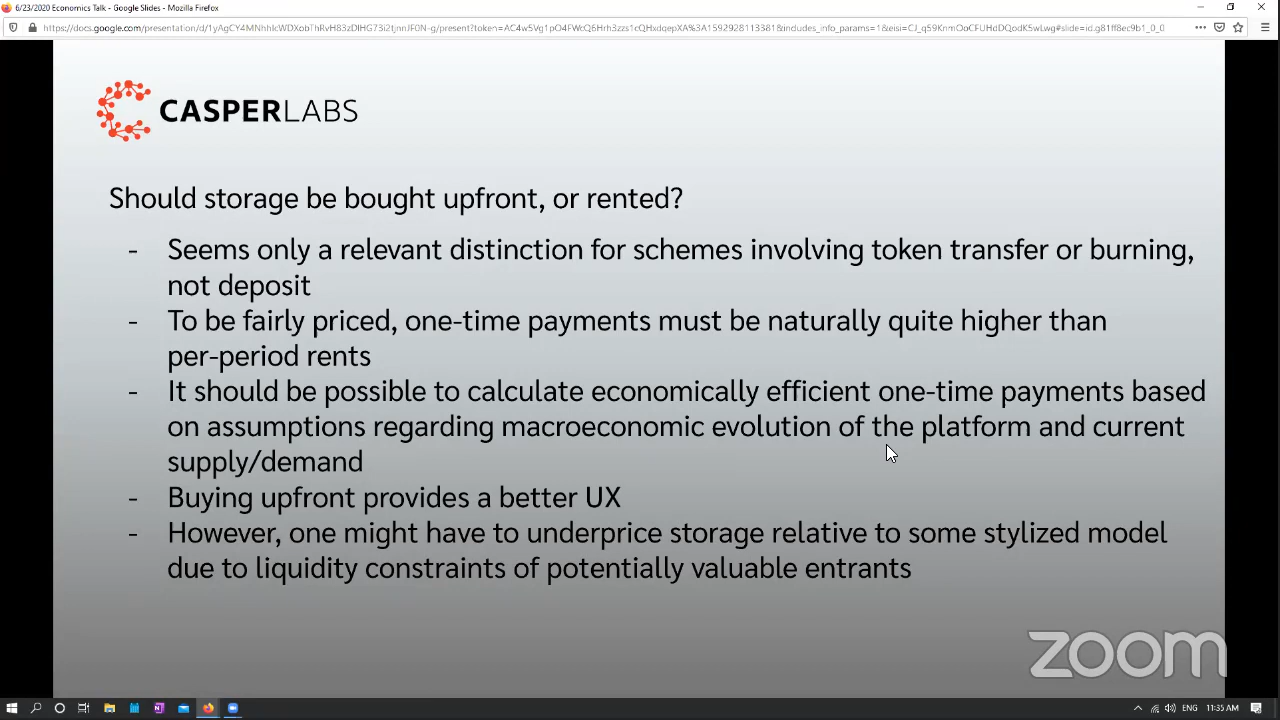 6/23/2020 Economics Talk - Google Slides - Mozilla Firefox
CASPERLABS
Should storage be bought upfront, or rented?
- Seems only a relevant distinction for schemes involving token transfer or burning,
not deposit
- To be fairly priced, one-time payments must be naturally quite higher than
per-period rents
- It should be possible to calculate economically efficient one-time payments based
on assumptions regarding macroeconomic evolution of the platform and current
supply/demand
- Buying upfront provides a better UX
- However, one might have to underprice storage relative to some stylized model
due to liquidity constraints of potentially valuable entrants
zoom
ENG 11:35 AM